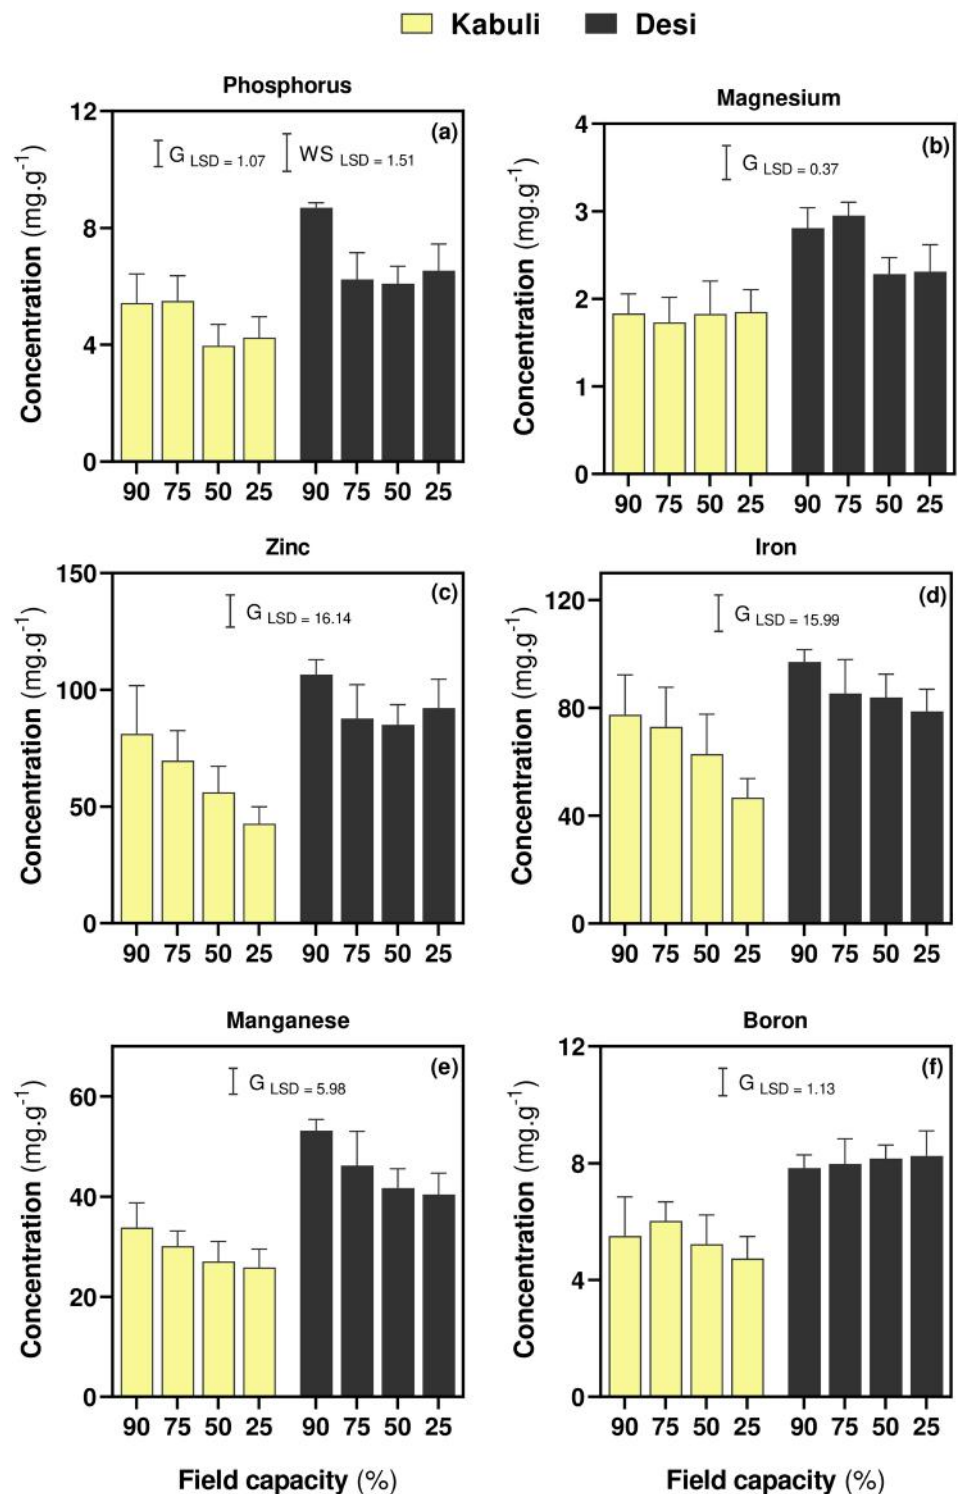 Kabuli Desi
Phosphorus
(a)
G LSD = 1.07 WS LSD = 1.51
Concentration (mg.g-1)
12
8
4
0
90 75 50 25 90 75 50 25
Magnesium
(b)
G LSD = 0.37
Concentration (mg.g-1)
4
3
2
1
0
90 75 50 25 90 75 50 25
Zinc
(c)
G LSD = 16.14
Concentration (mg.g-1)
150
100
50
0
90 75 50 25 90 75 50 25
Iron
(d)
G LSD = 15.99
Concentration (mg.g-1)
120
80
40
0
90 75 50 25 90 75 50 25
Manganese
(e)
G LSD = 5.98
Concentration (mg.g-1)
60
40
20
0
90 75 50 25 90 75 50 25
Field capacity (%)
Boron
(f)
G LSD = 1.13
Concentration (mg.g-1)
12
8
4
0
90 75 50 25 90 75 50 25
Field capacity (%)